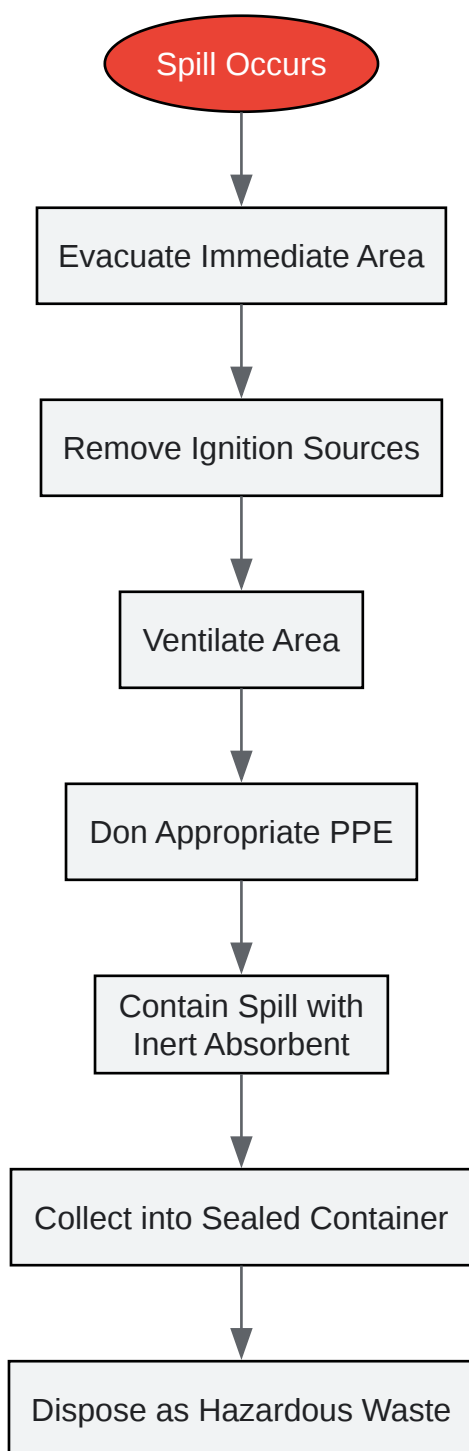 Spill Occurs
Evacuate Immediate Area
Remove Ignition Sources
Ventilate Area
Don Appropriate PPE
Contain Spill with
Inert Absorbent
Collect into Sealed Container
Dispose as Hazardous Waste